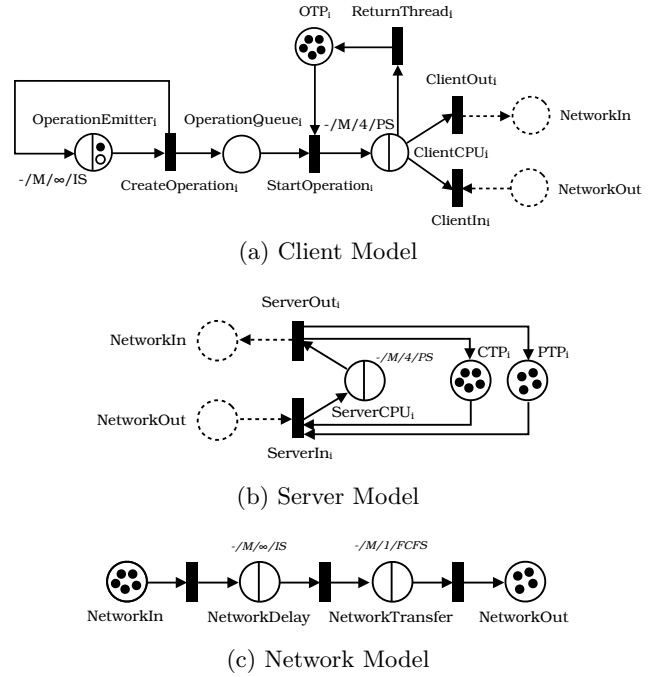 OTPᵢ
ReturnThreadᵢ
ClientOutᵢ
NetworkIn
OperationEmitterᵢ
OperationQueueᵢ
-/M/4/PS
ClientCPUᵢ
-/M/∞/IS
CreateOperationᵢ
StartOperationᵢ
NetworkOut
ClientInᵢ
(a) Client Model
ServerOutᵢ
NetworkIn
-/M/4/PS
CTPᵢ
PTPᵢ
NetworkOut
ServerCPUᵢ
ServerInᵢ
(b) Server Model
-/M/∞/IS
-/M/1/FCFS
NetworkIn
NetworkDelay
NetworkTransfer
NetworkOut
(c) Network Model